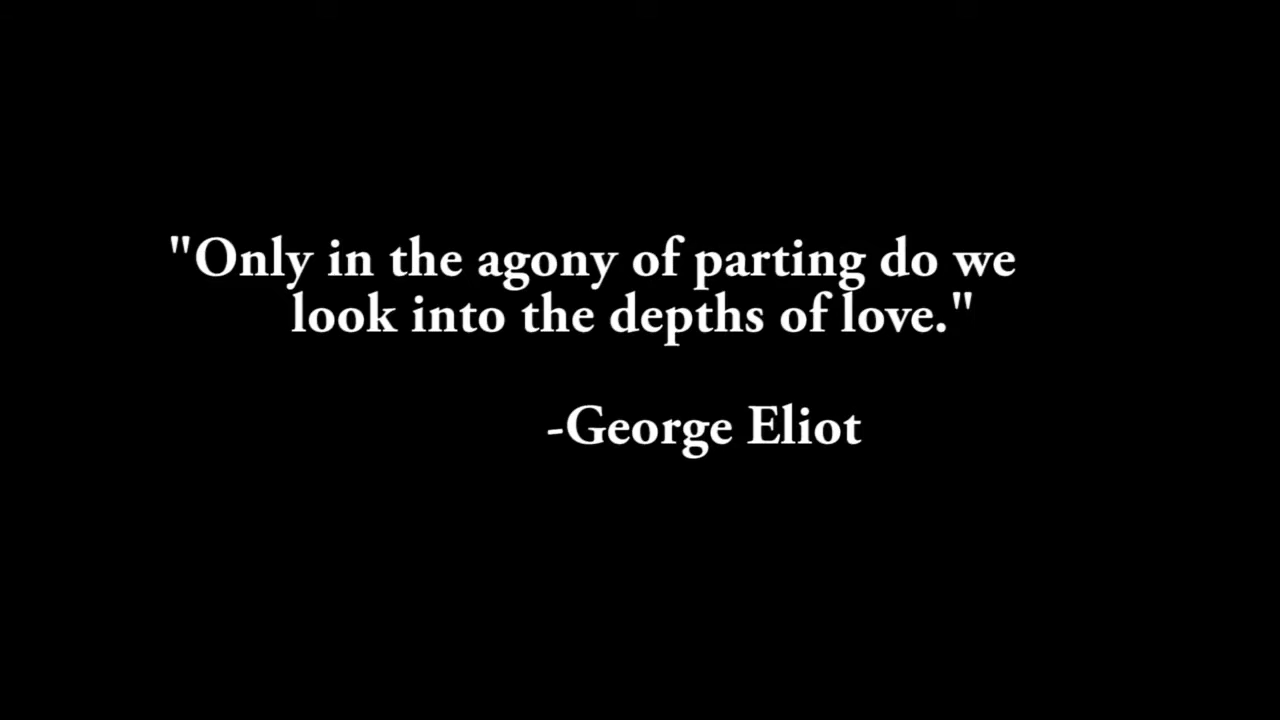 "Only in the agony of parting do we
look into the depths of love."
-George Eliot